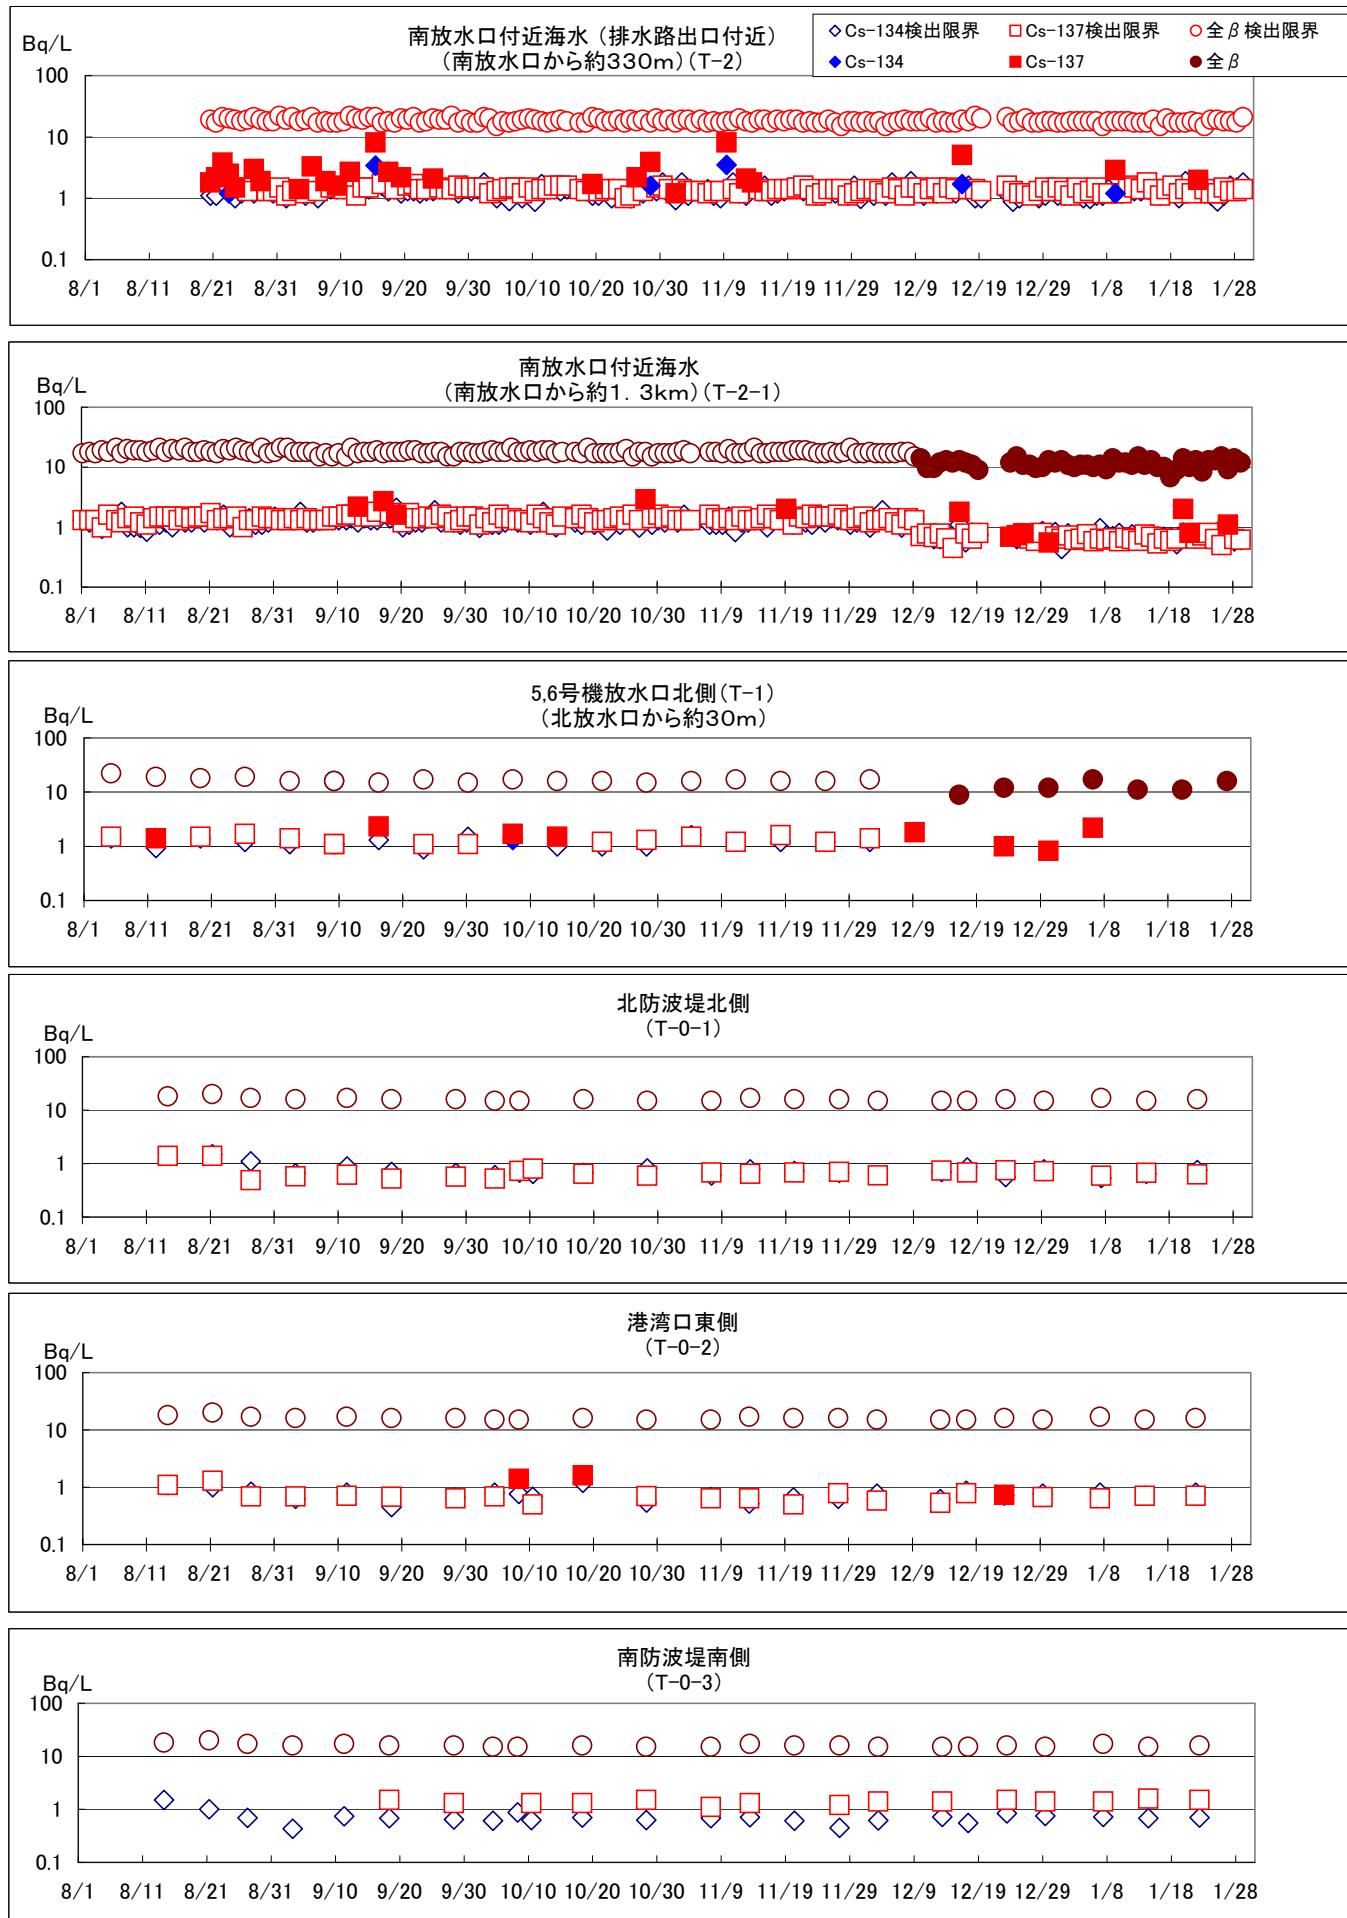 南放水口付近海水（排水路出口付近）
（南放水口から約330ｍ）（T-2）
Bq/L
◇Cs-134検出限界 □Cs-137検出限界 ○全β検出限界
◆Cs-134 ■Cs-137 ●全β
100
10
1
0.1
8/1 8/11 8/21 8/31 9/10 9/20 9/30 10/10 10/20 10/30 11/9 11/19 11/29 12/9 12/19 12/29 1/8 1/18 1/28
南放水口付近海水
（南放水口から約１．３ｋｍ）（T-2-1）
Bq/L
100
10
1
0.1
8/1 8/11 8/21 8/31 9/10 9/20 9/30 10/10 10/20 10/30 11/9 11/19 11/29 12/9 12/19 12/29 1/8 1/18 1/28
5,6号機放水口北側（T-1）
（北放水口から約30ｍ）
Bq/L
100
10
1
0.1
8/1 8/11 8/21 8/31 9/10 9/20 9/30 10/10 10/20 10/30 11/9 11/19 11/29 12/9 12/19 12/29 1/8 1/18 1/28
北防波堤北側
（T-0-1）
Bq/L
100
10
1
0.1
8/1 8/11 8/21 8/31 9/10 9/20 9/30 10/10 10/20 10/30 11/9 11/19 11/29 12/9 12/19 12/29 1/8 1/18 1/28
港湾口東側
（T-0-2）
Bq/L
100
10
1
0.1
8/1 8/11 8/21 8/31 9/10 9/20 9/30 10/10 10/20 10/30 11/9 11/19 11/29 12/9 12/19 12/29 1/8 1/18 1/28
南防波堤南側
（T-0-3）
Bq/L
100
10
1
0.1
8/1 8/11 8/21 8/31 9/10 9/20 9/30 10/10 10/20 10/30 11/9 11/19 11/29 12/9 12/19 12/29 1/8 1/18 1/28